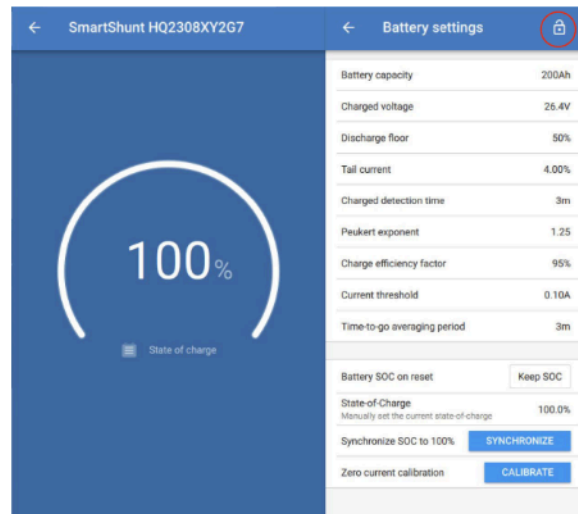 SmartShunt HQ2308XY2G7
100%
State of charge
Battery settings
Battery capacity 200Ah
Charged voltage 26.4V
Discharge floor 50%
Tail current 4.00%
Charged detection time 3m
Peukert exponent 1.25
Charge efficiency factor 95%
Current threshold 0.10A
Time-to-go averaging period 3m
Battery SOC on reset Keep SOC
State-of-Charge 100.0%
Manually set the current state-of-charge
Synchronize SOC to 100% SYNCHRONIZE
Zero current calibration CALIBRATE